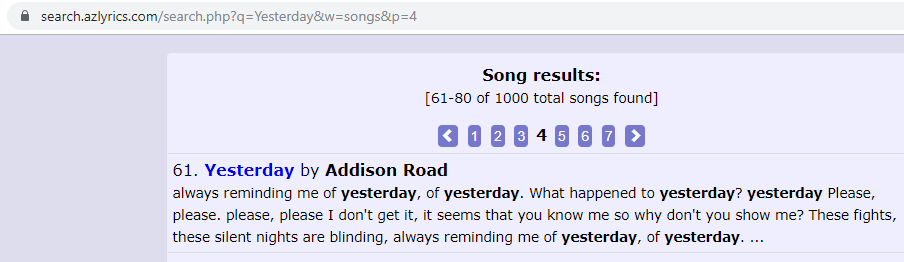 search.azlyrics.com/search.php?q=Yesterday&w=songs&p=4
Song results:
[61-80 of 1000 total songs found]
1 2 3 4 5 6 7
61. Yesterday by Addison Road
always reminding me of yesterday, of yesterday. What happened to yesterday? yesterday Please,
please. please, please I don't get it, it seems that you know me so why don't you show me? These fights,
these silent nights are blinding, always reminding me of yesterday, of yesterday. ...